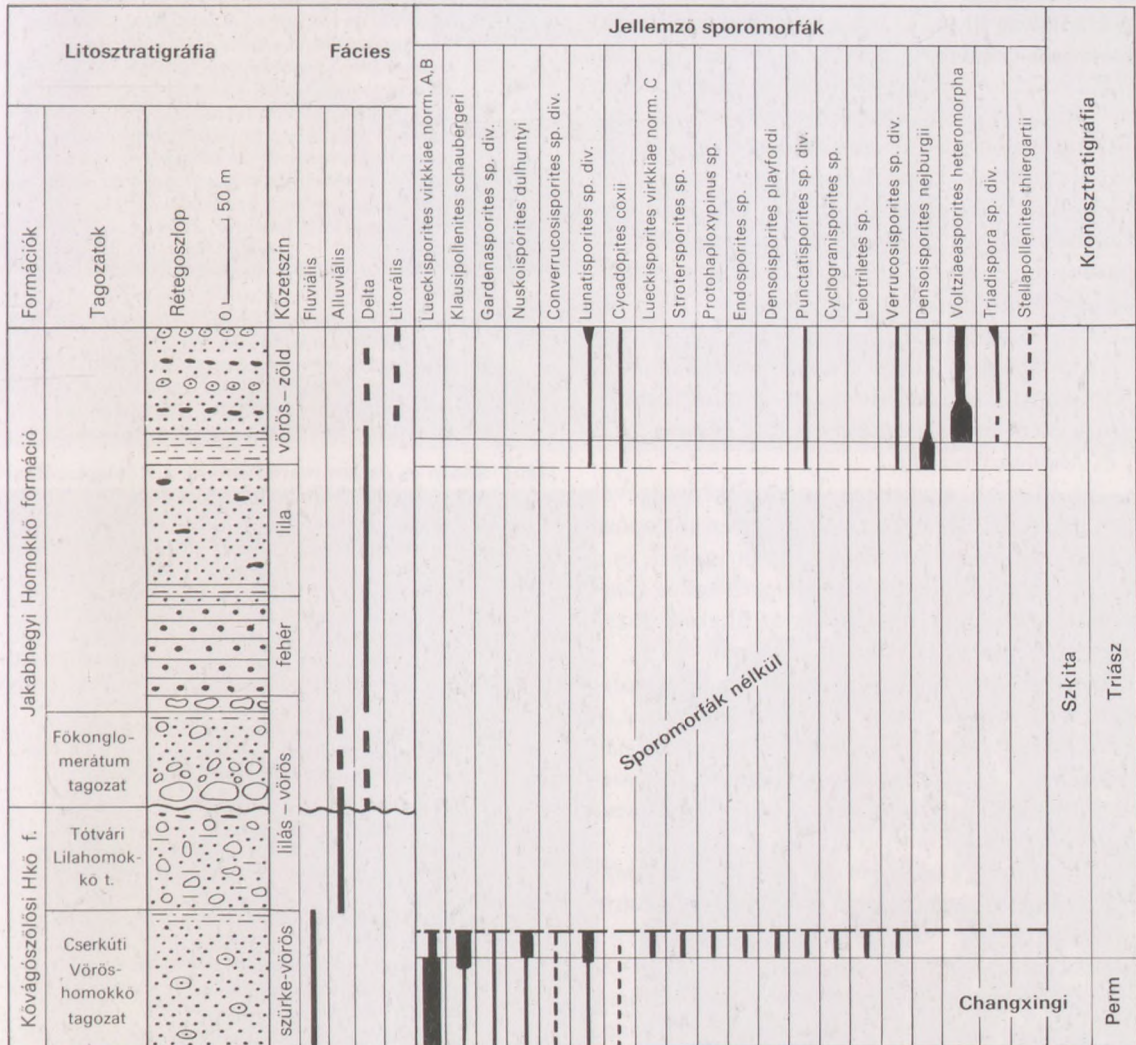 Litosztratigráfia
Fácies
Jellemző sporomorfák
Kronosztratigráfia
Formációk
Tagozatok
Rétegoszlop
0 50 m
Kőzetszín
Fluviális
Alluviális
Delta
Litorális
Lueckisporites virkkiae norm. A,B
Klausipollenites schaubergeri
Gardenasporites sp. div.
Nuskoisporites dulhuntyi
Converrucosisporites sp. div.
Lunatisporites sp. div.
Cycadopites coxii
Lueckisporites virkkiae norm. C
Strotersporites sp.
Protohaploxypinus sp.
Endosporites sp.
Densoisporites playfordi
Punctatisporites sp. div.
Cyclogranisporites sp.
Leiotriletes sp.
Verrucosisporites sp. div.
Densoisporites nejburgii
Voltziaeasporites heteromorpha
Triadispora sp. div.
Stellapollenites thiergartii
Jakabhegyi Homokkő formáció
vörös – zöld
lila
fehér
Főkonglo-
merátum
tagozat
lilás – vörös
Sporomorfák nélkül
Szkita
Triász
Kővágószőlősi Hkő f.
Tótvári
Lilahomok-
kő t.
Cserkúti
Vörös-
homokkő
tagozat
szürke-vörös
Changxingi
Perm